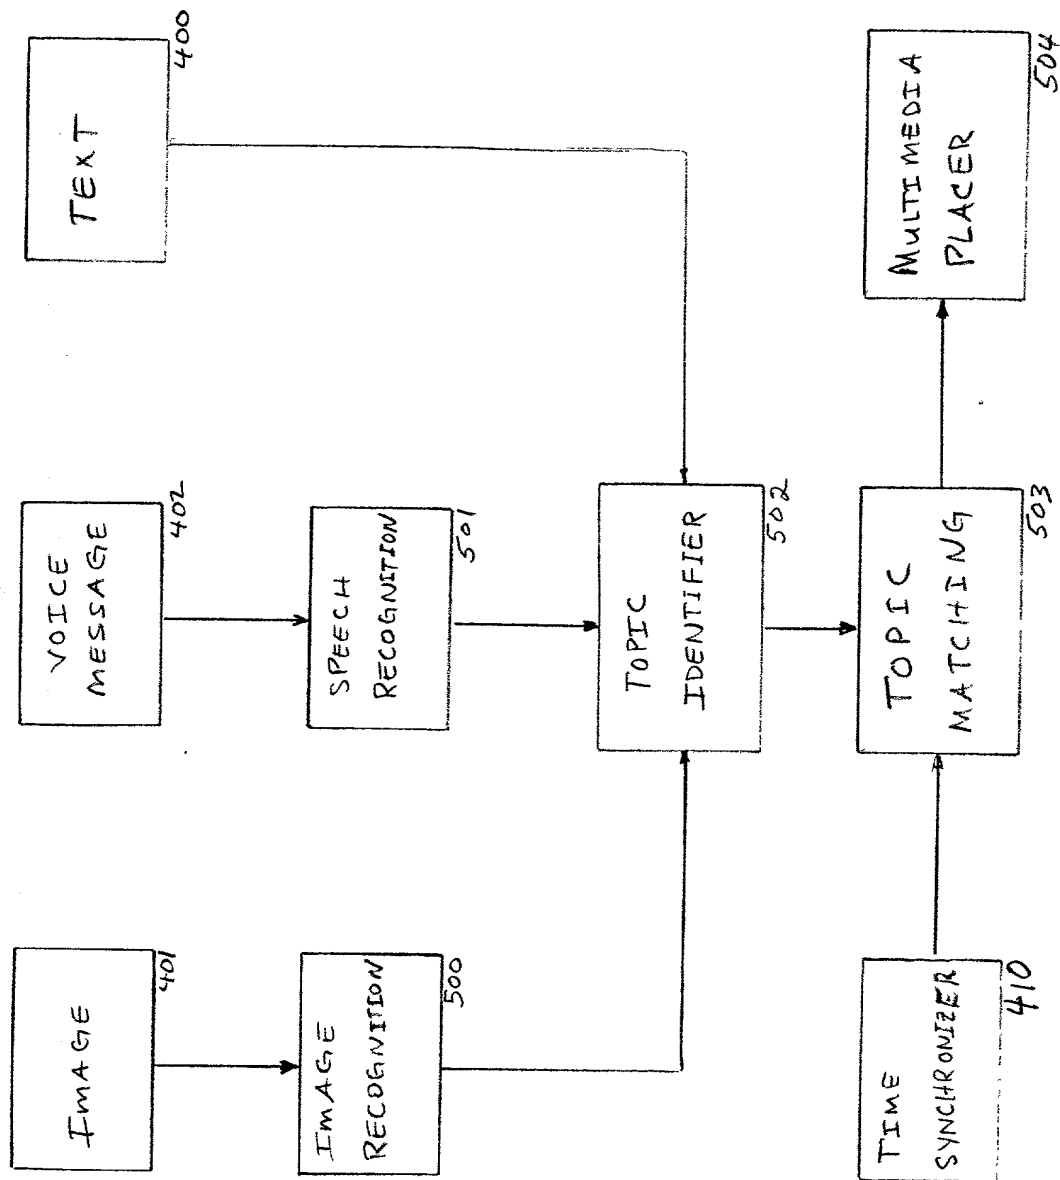 IMAGE
401
VOICE
MESSAGE
402
TEXT
400
IMAGE
RECOGNITION
500
SPEECH
RECOGNITION
501
TOPIC
IDENTIFIER
502
TIME
SYNCHRONIZER
410
TOPIC
MATCHING
503
MULTIMEDIA
PLACER
504